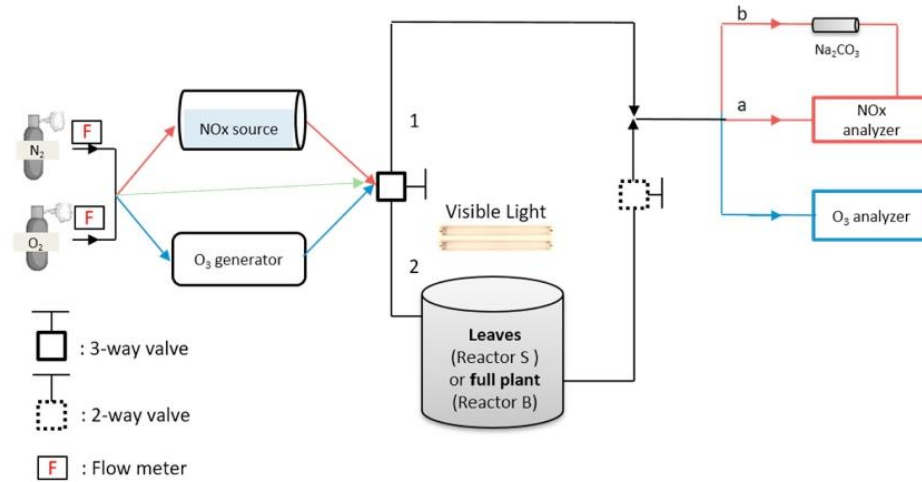 b
Na₂CO₃
NOx source
1
a
NOx
analyzer
F
N₂
F
O₂
Visible Light
O₃ analyzer
O₃ generator
2
Leaves
(Reactor S )
or full plant
(Reactor B)
: 3-way valve
: 2-way valve
F : Flow meter